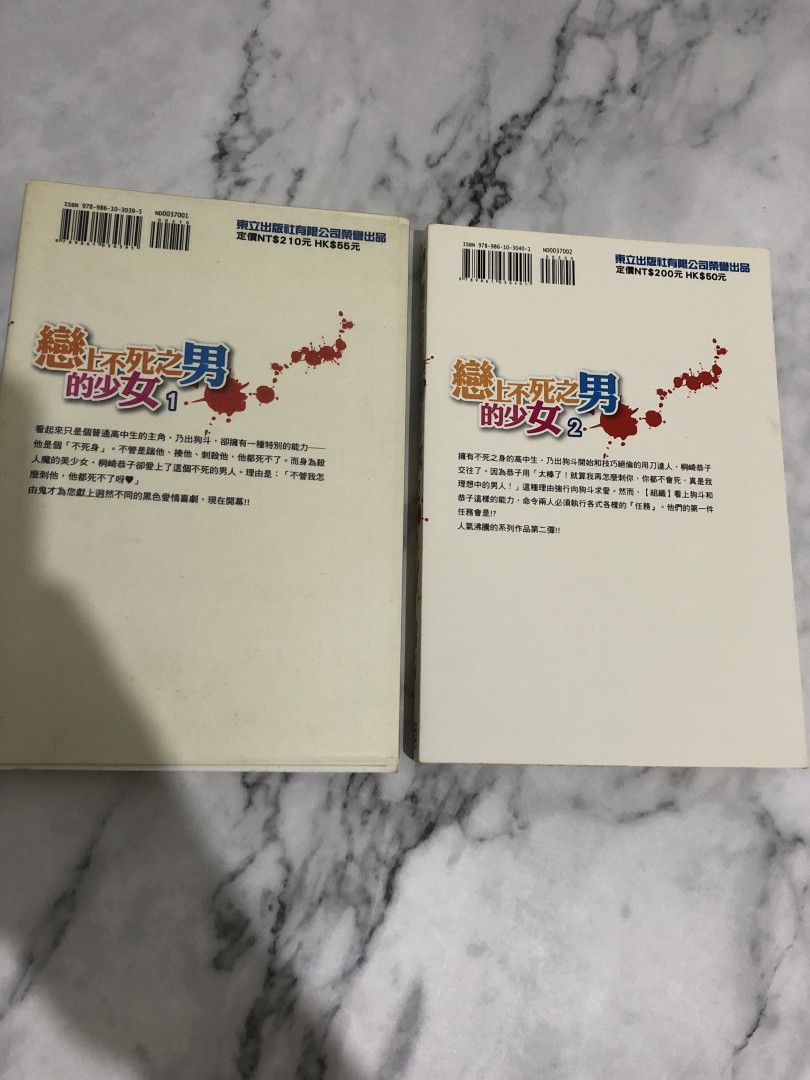 ISBN 978-986-10-3039-5 ND0037001
00210
東立出版社有限公司榮譽出品
定價NT$210元 HK$55元
戀上不死之男
的少女 1
看起來只是個普通高中生的主角‧乃出狗斗,卻擁有一種特別的能力──
他是個「不死身」。不管是踹他、揍他、刺殺他,他都死不了。而身為殺
人魔的美少女‧桐崎恭子卻愛上了這個不死的男人。理由是:「不管我怎
麼刺他,他都死不了呀♥」
由鬼才為您獻上迥然不同的黑色愛情喜劇,現在開幕!!
ISBN 978-986-10-3040-1 ND0037002
00200
東立出版社有限公司榮譽出品
定價NT$200元 HK$50元
戀上不死之男
的少女 2
擁有不死之身的高中生‧乃出狗斗開始和技巧絕倫的用刀達人‧桐崎恭子
交往了。因為恭子用「太棒了!就算我再怎麼刺你,你都不會死,真是我
理想中的男人!」這種理由強行向狗斗求愛。然而,【組織】看上狗斗和
恭子這樣的能力,命令兩人必須執行各式各樣的『任務』。他們的第一件
任務會是!?
人氣沸騰的系列作品第二彈!!